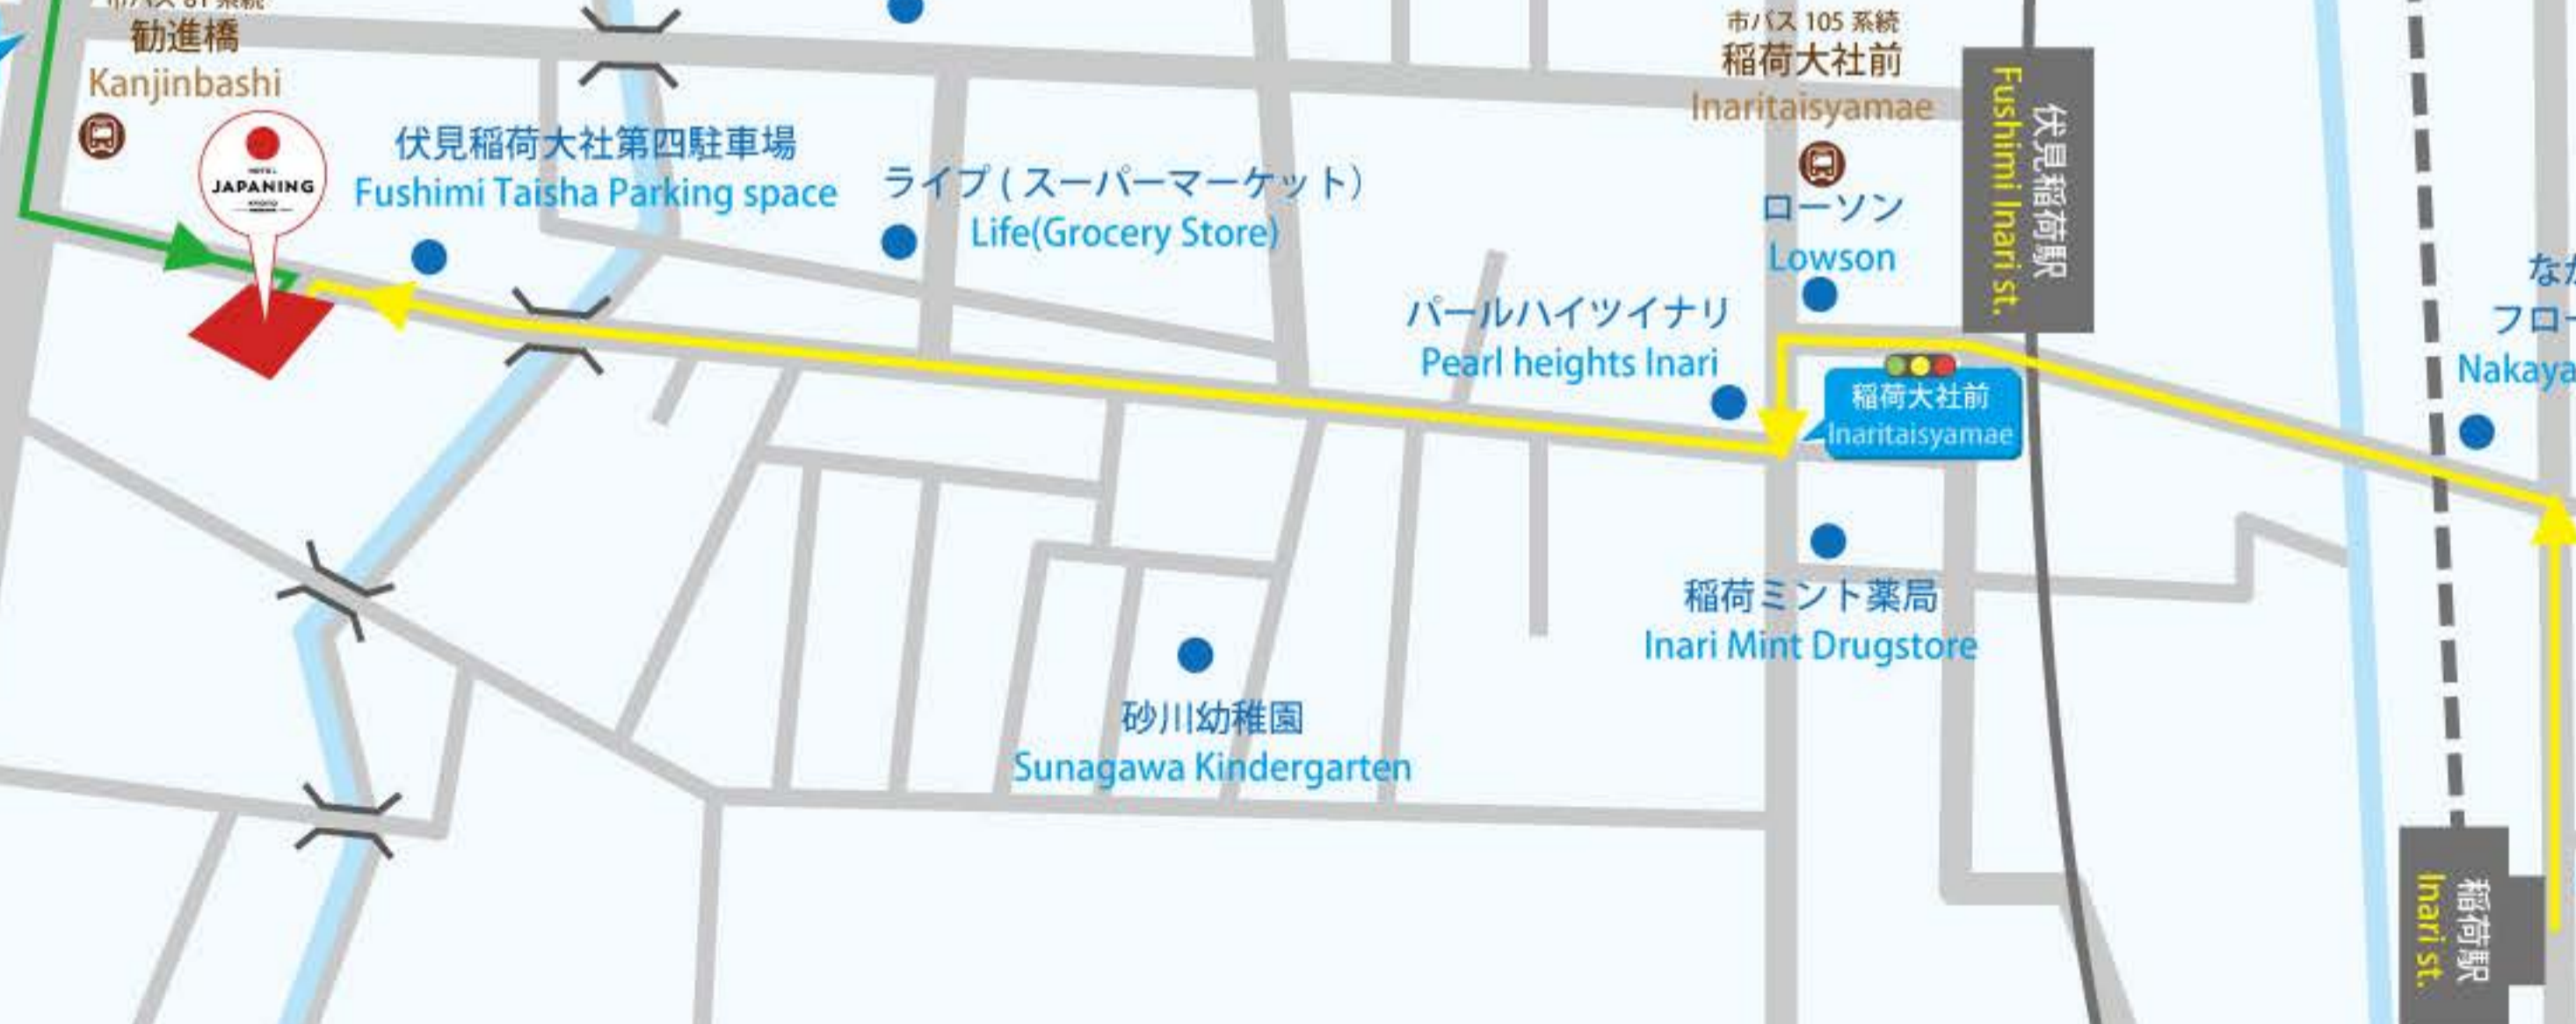 勧進橋
Kanjinbashi
HOTEL
JAPANING
KYOTO
伏見稲荷大社第四駐車場
Fushimi Taisha Parking space
ライブ ( スーパーマーケット）
Life(Grocery Store)
市バス 105 系統
稲荷大社前
Inaritaisyamae
ローソン
Lowson
伏見稲荷駅
Fushimi Inari st.
パールハイツイナリ
Pearl heights Inari
稲荷大社前
Inaritaisyamae
フロー
Nakaya
稲荷ミント薬局
Inari Mint Drugstore
砂川幼稚園
Sunagawa Kindergarten
稲荷駅
Inari st.